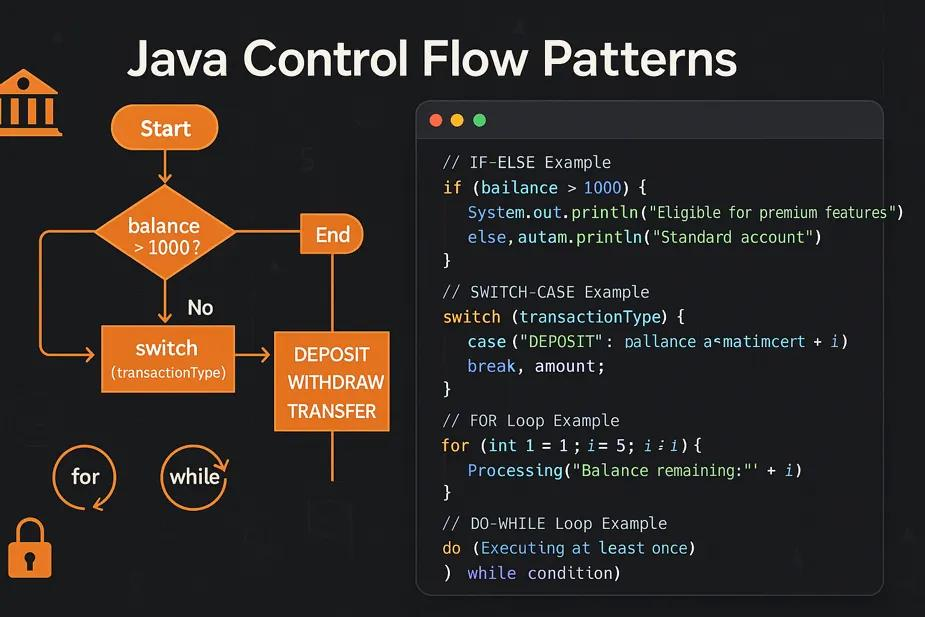 Java Control Flow Patterns
Start
balance
> 1000?
End
No
switch
(transactionType)
DEPOSIT
WITHDRAW
TRANSFER
for
while
// IF-ELSE Example
if (bailance > 1000) {
System.out.println("Eligible for premium features")
else,autam.println("Standard account")
}
// SWITCH-CASE Example
switch (transactionType) {
case ("DEPOSIT": pallance + i)
break, amount;
}
// FOR Loop Example
for (int 1 = 1; i= 5; i i) {
Processing("Balance remaining:"' + i)
}
// DO-WHILE Loop Example
do (Executing at least once)
) while condition)